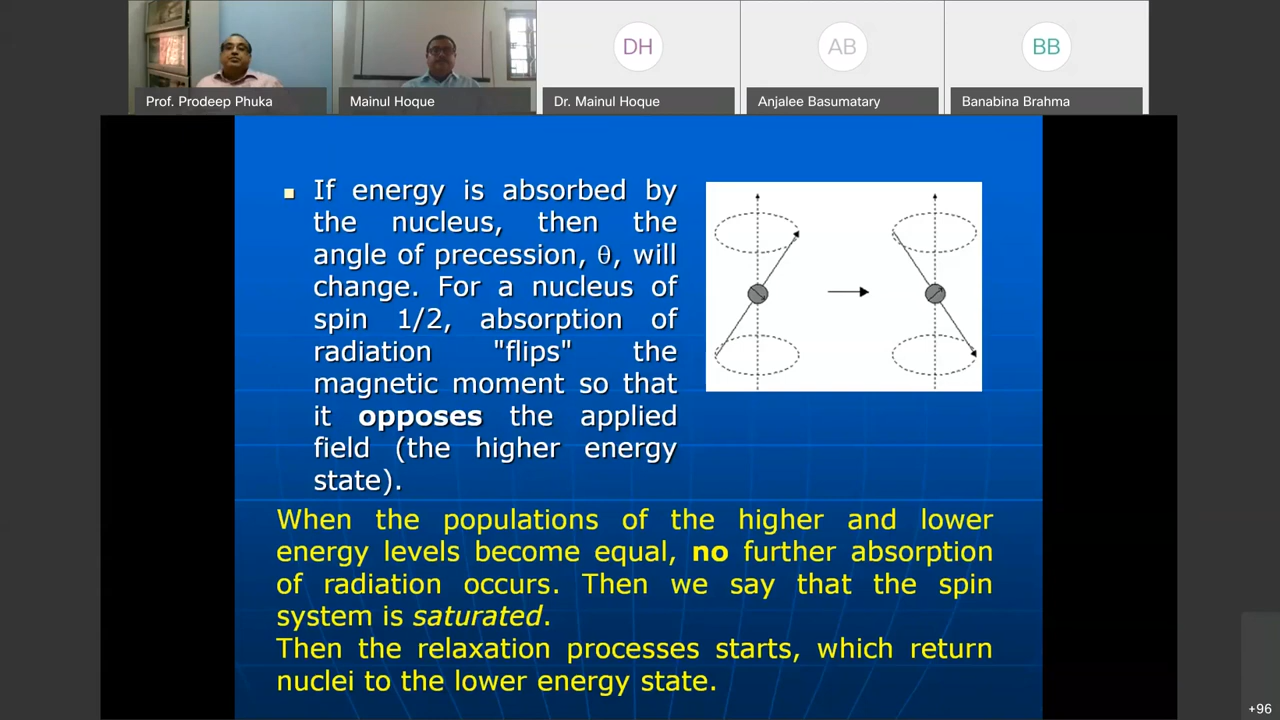 DH
AB
BB
Prof. Prodeep Phuka
Mainul Hoque
Dr. Mainul Hoque
Anjalee Basumatary
Banabina Brahma
If energy is absorbed by
the nucleus, then the
angle of precession, θ, will
change. For a nucleus of
spin 1/2, absorption of
radiation "flips" the
magnetic moment so that
it opposes the applied
field (the higher energy
state).
When the populations of the higher and lower
energy levels become equal, no further absorption
of radiation occurs. Then we say that the spin
system is saturated.
Then the relaxation processes starts, which return
nuclei to the lower energy state.
+96